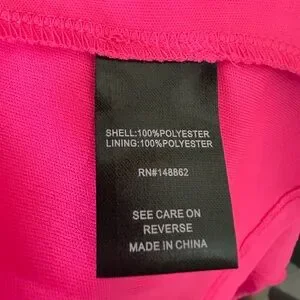 SHELL:100%POLYESTER
LINING:100%POLYESTER
RN#148862
SEE CARE ON
REVERSE
MADE IN CHINA